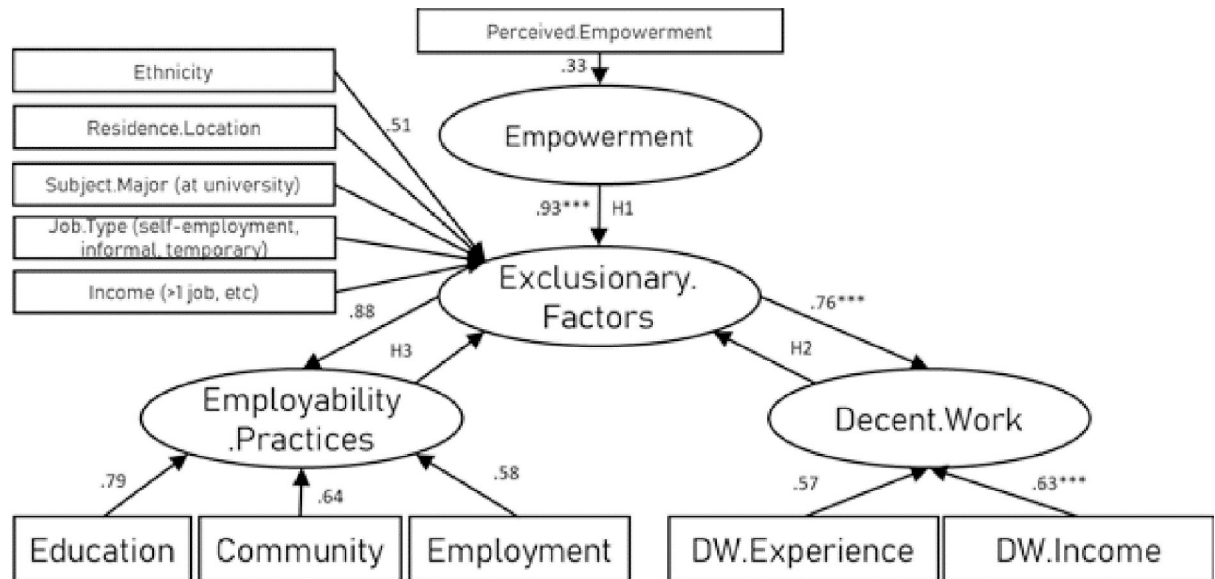 Perceived.Empowerment
Ethnicity
.33
Residence.Location
.51
Empowerment
Subject.Major (at university)
.93***
H1
Job.Type (self-employment,
informal, temporary)
Exclusionary.
Factors
Income (>1 job, etc)
.88
.76***
H3
H2
Employability
.Practices
Decent.Work
.79
.64
.58
.57
.63***
Education
Community
Employment
DW.Experience
DW.Income